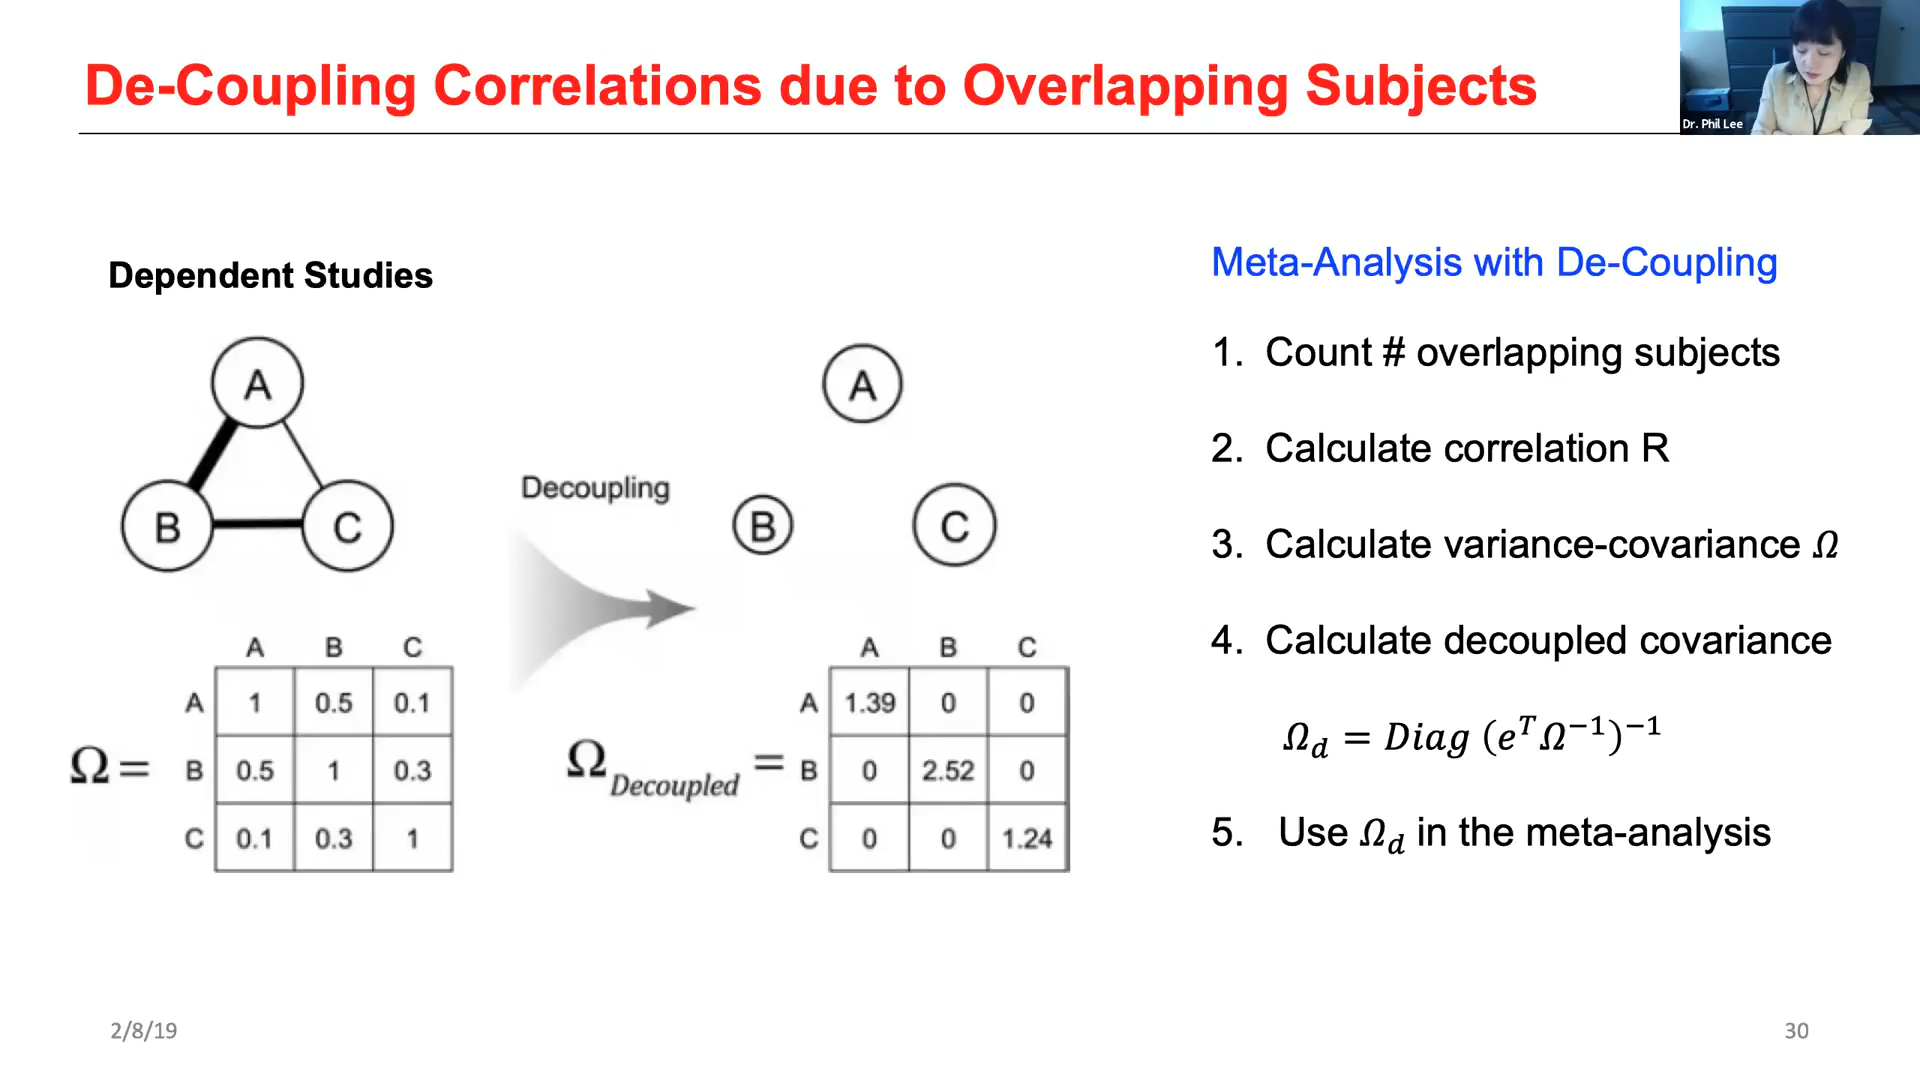 De-Coupling Correlations due to Overlapping Subjects
Dr. Phil Lee
Dependent Studies
A
B
C
Decoupling
A
B
C
A B C
A 1 0.5 0.1
Ω = B 0.5 1 0.3
C 0.1 0.3 1
A B C
A 1.39 0 0
Ω Decoupled = B 0 2.52 0
C 0 0 1.24
Meta-Analysis with De-Coupling
1. Count # overlapping subjects
2. Calculate correlation R
3. Calculate variance-covariance Ω
4. Calculate decoupled covariance
Ω_d = Diag (e^T Ω^−1)^−1
5. Use Ω_d in the meta-analysis
2/8/19
30